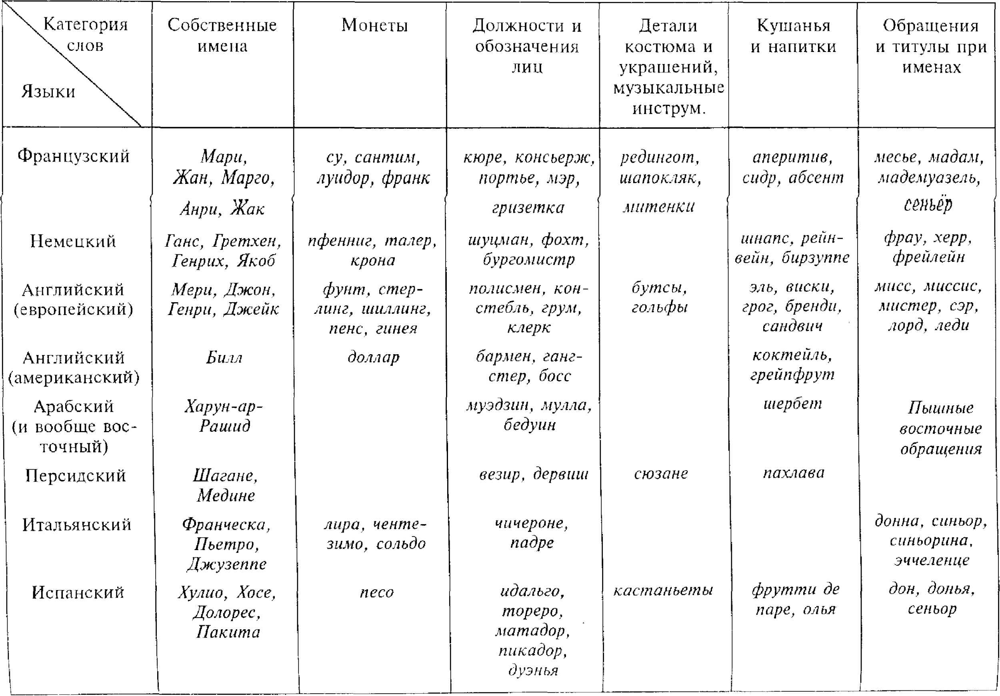 Категория слов
Языки
Собственные имена
Монеты
Должности и обозначения лиц
Детали костюма и украшений, музыкальные инструм.
Кушанья и напитки
Обращения и титулы при именах
Французский
Мари,
Жан, Марго,
Анри, Жак
су, сантим,
луидор, франк
кюре, консьерж,
портье, мэр,
гризетка
редингот,
шапокляк,
митенки
аперитив,
сидр, абсент
месье, мадам,
мадемуазель,
сеньёр
Немецкий
Ганс, Гретхен,
Генрих, Якоб
пфенниг, талер,
крона
шуцман, фохт,
бургомистр
шнапс, рейн-
вейн, бирзуппе
фрау, херр,
фрейлейн
Английский
(европейский)
Мери, Джон,
Генри, Джейк
фунт, стер-
линг, шиллинг,
пенс, гинея
полисмен, кон-
стебль, грум,
клерк
бутсы,
гольфы
эль, виски,
грог, бренди,
сандвич
мисс, миссис,
мистер, сэр,
лорд, леди
Английский
(американский)
Билл
доллар
бармен, ганг-
стер, босс
коктейль,
грейпфрут
Арабский
(и вообще вос-
точный)
Харун-ар-
Рашид
муэдзин, мулла,
бедуин
шербет
Пышные
восточные
обращения
Персидский
Шагане,
Медине
везир, дервиш
сюзане
пахлава
Итальянский
Франческа,
Пьетро,
Джузеппе
лира, ченте-
зимо, сольдо
чичероне,
падре
донна, синьор,
синьорина,
эччеленце
Испанский
Хулио, Хосе,
Долорес,
Пакита
песо
идальго,
тореро,
матадор,
пикадор,
дуэнья
кастаньеты
фрутти де
паре, олья
дон, донья,
сеньор